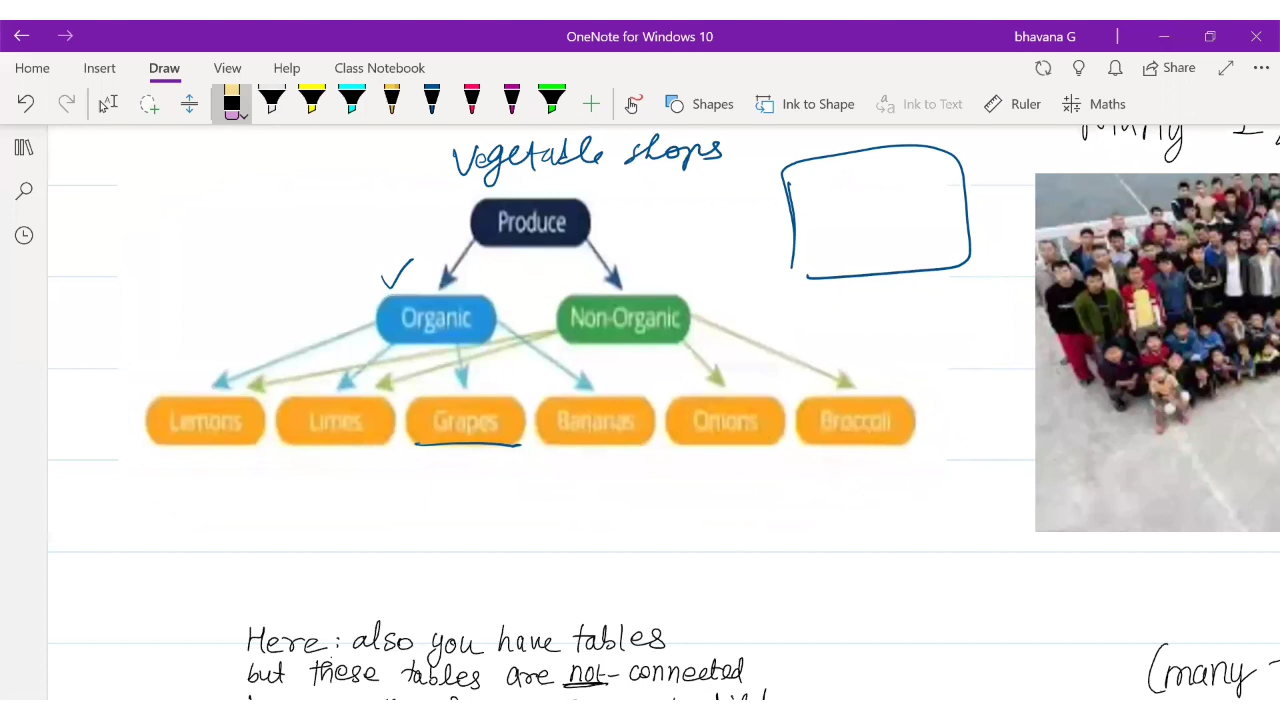 OneNote for Windows 10
bhavana G
Home Insert Draw View Help Class Notebook
Share
Shapes Ink to Shape Ink to Text Ruler Maths
Many
vegetable shops
Produce
Organic Non-Organic
Lemons Limes Grapes Bananas Onions Broccoli
Here: also you have tables
but these tables are not connected
(many